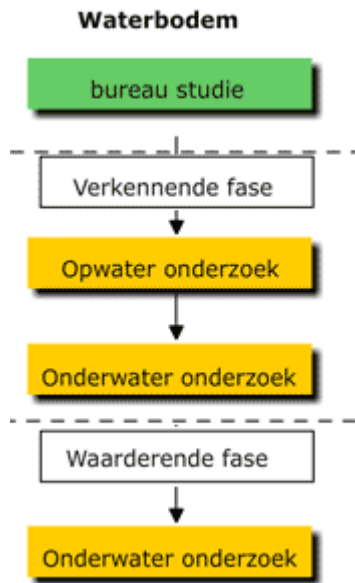 Waterbodem
bureau studie
Verkennende fase
Opwater onderzoek
Onderwater onderzoek
Waarderende fase
Onderwater onderzoek